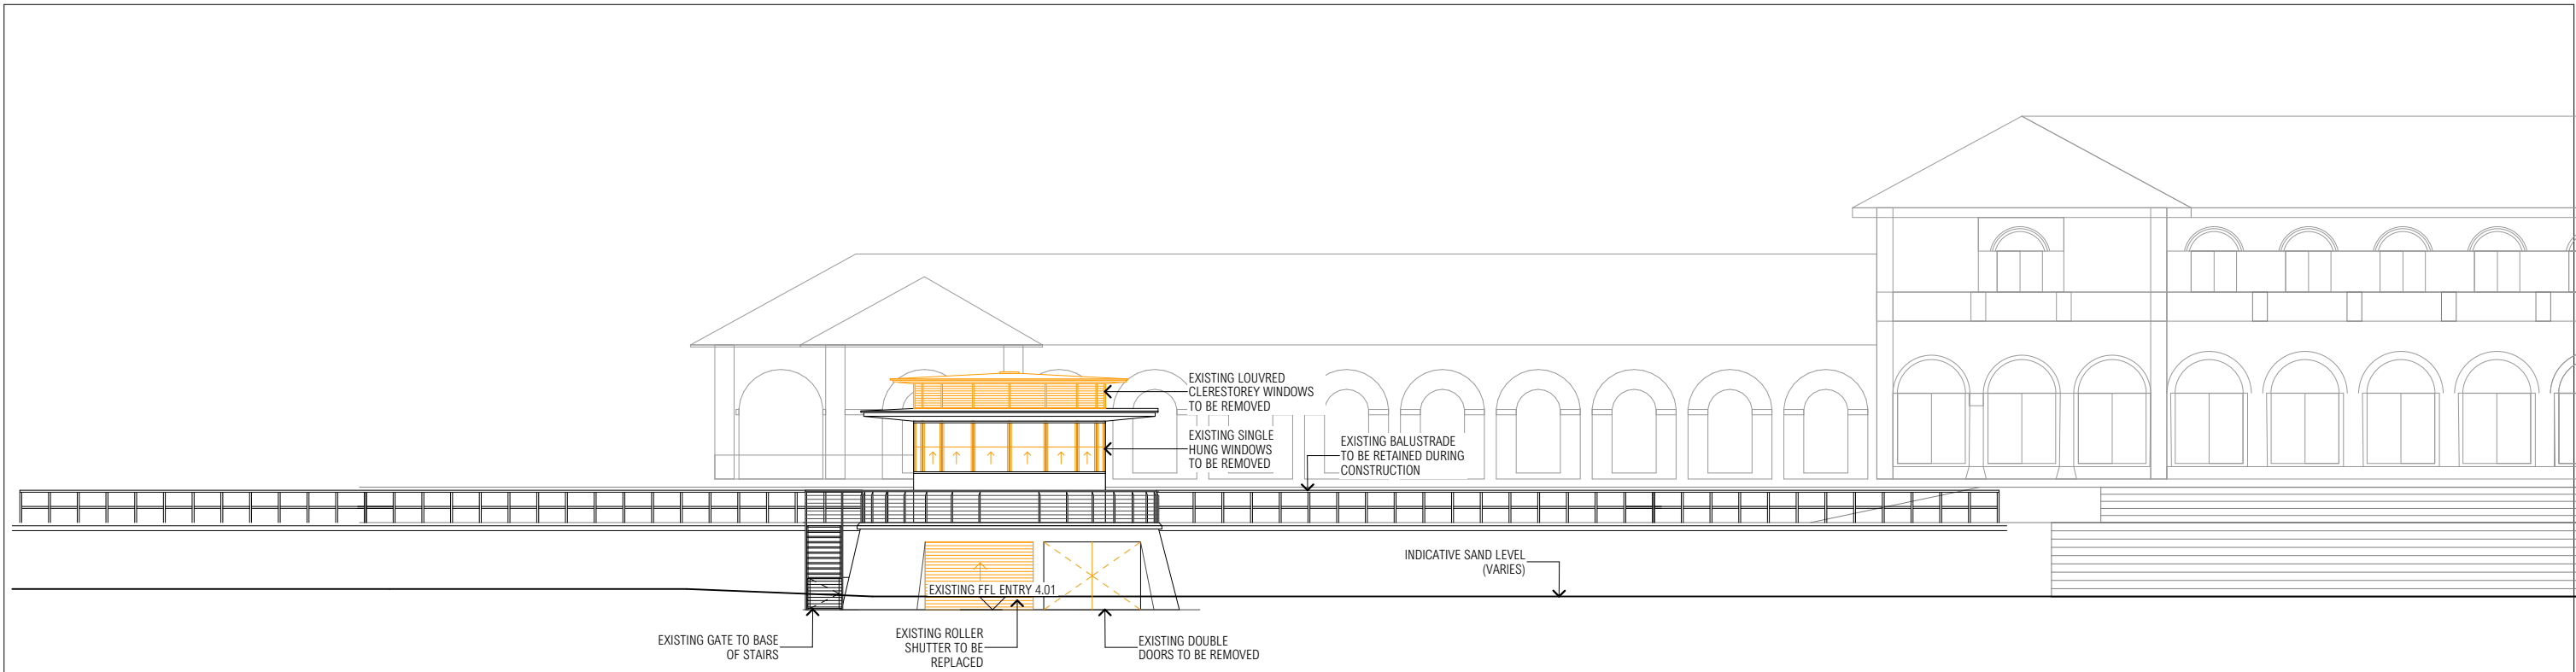 EXISTING LOUVRED
CLERESTOREY WINDOWS
TO BE REMOVED
EXISTING SINGLE
HUNG WINDOWS
TO BE REMOVED
EXISTING BALUSTRADE
TO BE RETAINED DURING
CONSTRUCTION
INDICATIVE SAND LEVEL
(VARIES)
EXISTING FFL ENTRY 4.01
EXISTING GATE TO BASE
OF STAIRS
EXISTING ROLLER
SHUTTER TO BE
REPLACED
EXISTING DOUBLE
DOORS TO BE REMOVED